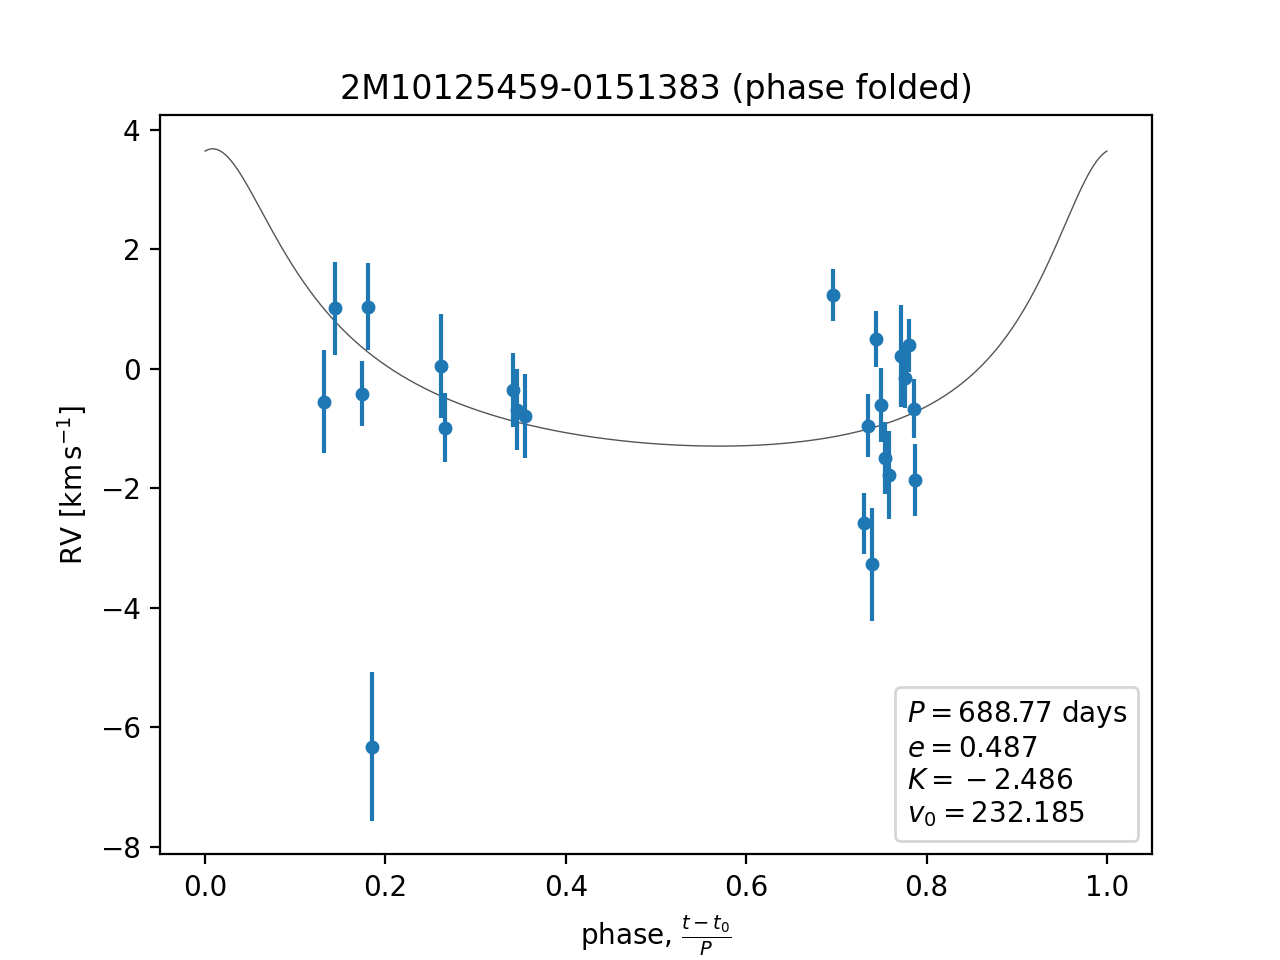 2M10125459-0151383 (phase folded)
4
2
0
−2
−4
−6
−8
RV [km s⁻¹]
P = 688.77 days
e = 0.487
K = −2.486
v₀ = 232.185
0.0 0.2 0.4 0.6 0.8 1.0
phase, (t − t₀)/P